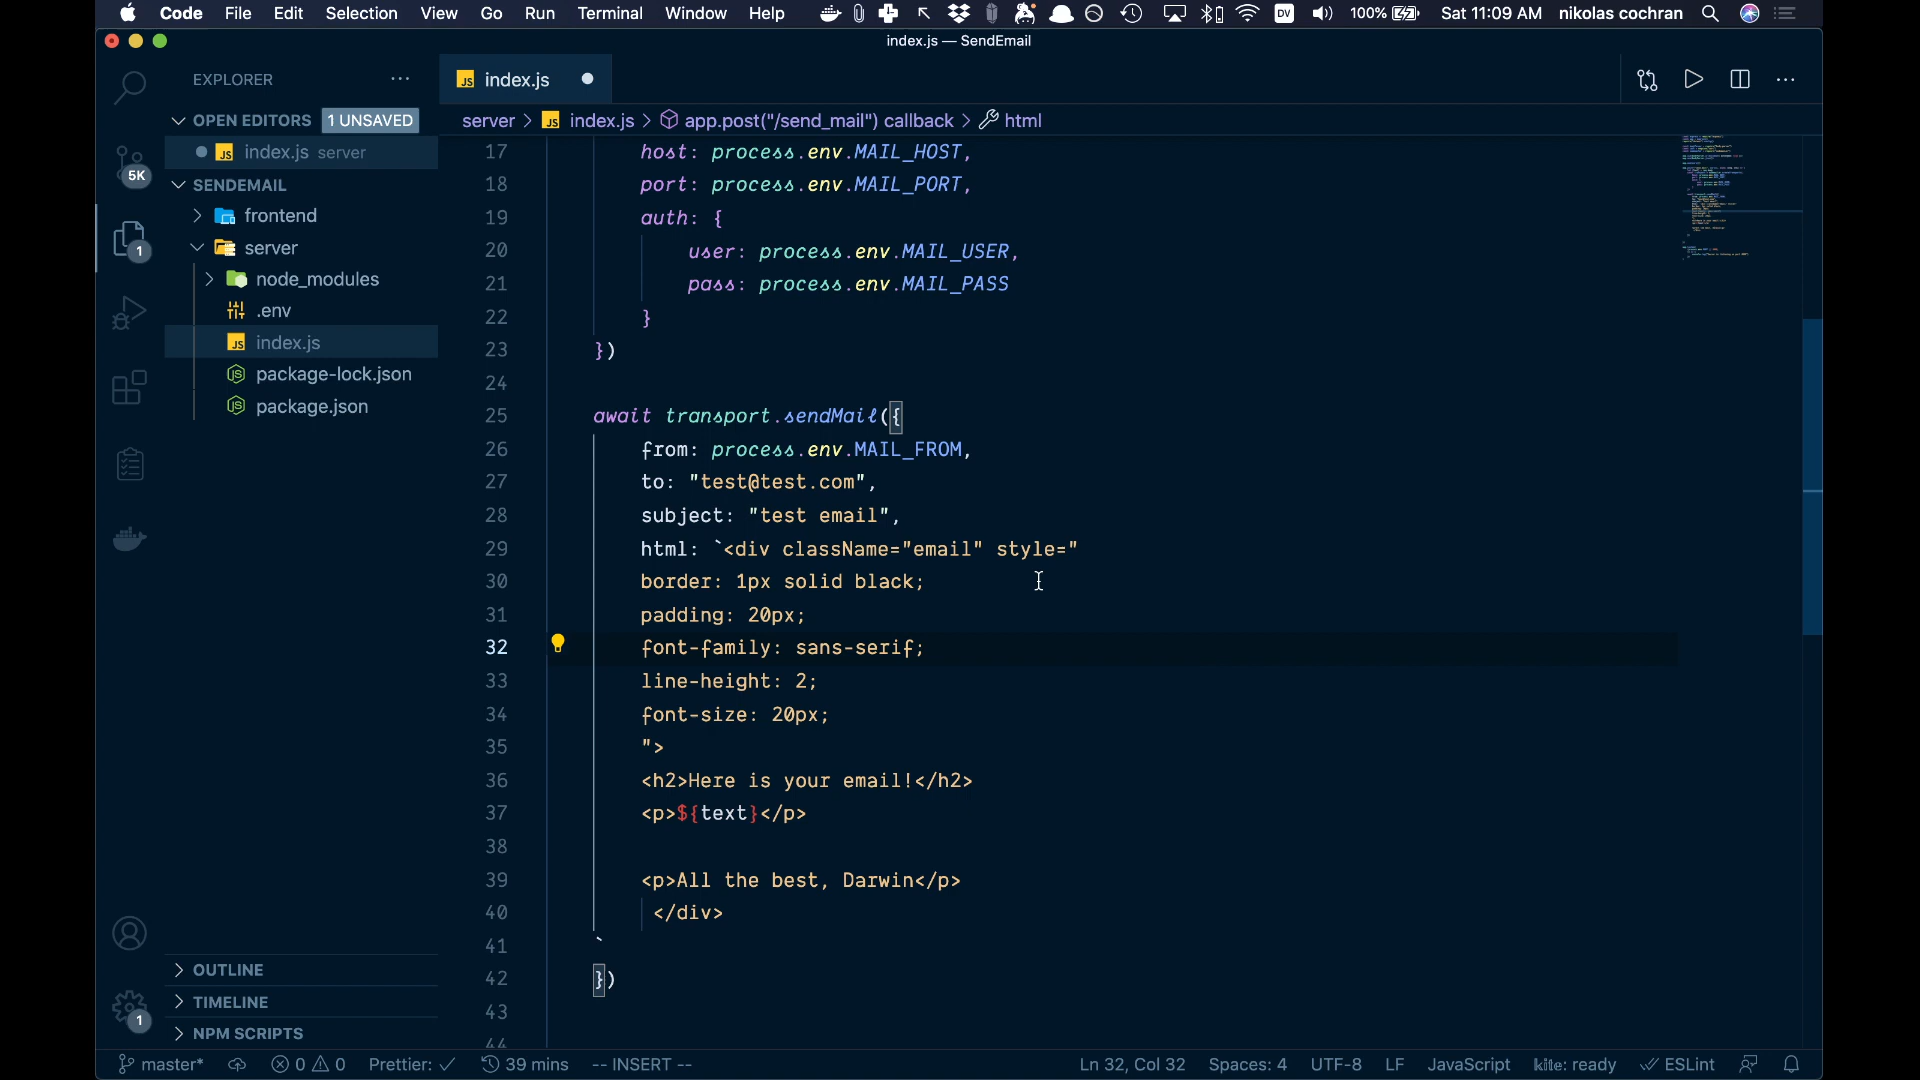 Code File Edit Selection View Go Run Terminal Window Help DV 100% Sat 11:09 AM nikolas cochran
index.js — SendEmail
EXPLORER
OPEN EDITORS 1 UNSAVED
JS index.js server
5K
SENDEMAIL
frontend
server
1
node_modules
.env
JS index.js
package-lock.json
package.json
OUTLINE
TIMELINE
1
NPM SCRIPTS
JS index.js
server > JS index.js > app.post("/send_mail") callback > html
17 host: process.env.MAIL_HOST,
18 port: process.env.MAIL_PORT,
19 auth: {
20 user: process.env.MAIL_USER,
21 pass: process.env.MAIL_PASS
22 }
23 })
24
25 await transport.sendMail({
26 from: process.env.MAIL_FROM,
27 to: "test@test.com",
28 subject: "test email",
29 html: `<div className="email" style="
30 border: 1px solid black;
31 padding: 20px;
32 font-family: sans-serif;
33 line-height: 2;
34 font-size: 20px;
35 ">
36 <h2>Here is your email!</h2>
37 <p>${text}</p>
38
39 <p>All the best, Darwin</p>
40 </div>
41 `
42 })
43
44
master* 0 0 Prettier: ✓ 39 mins -- INSERT -- Ln 32, Col 32 Spaces: 4 UTF-8 LF JavaScript kite: ready ESLint